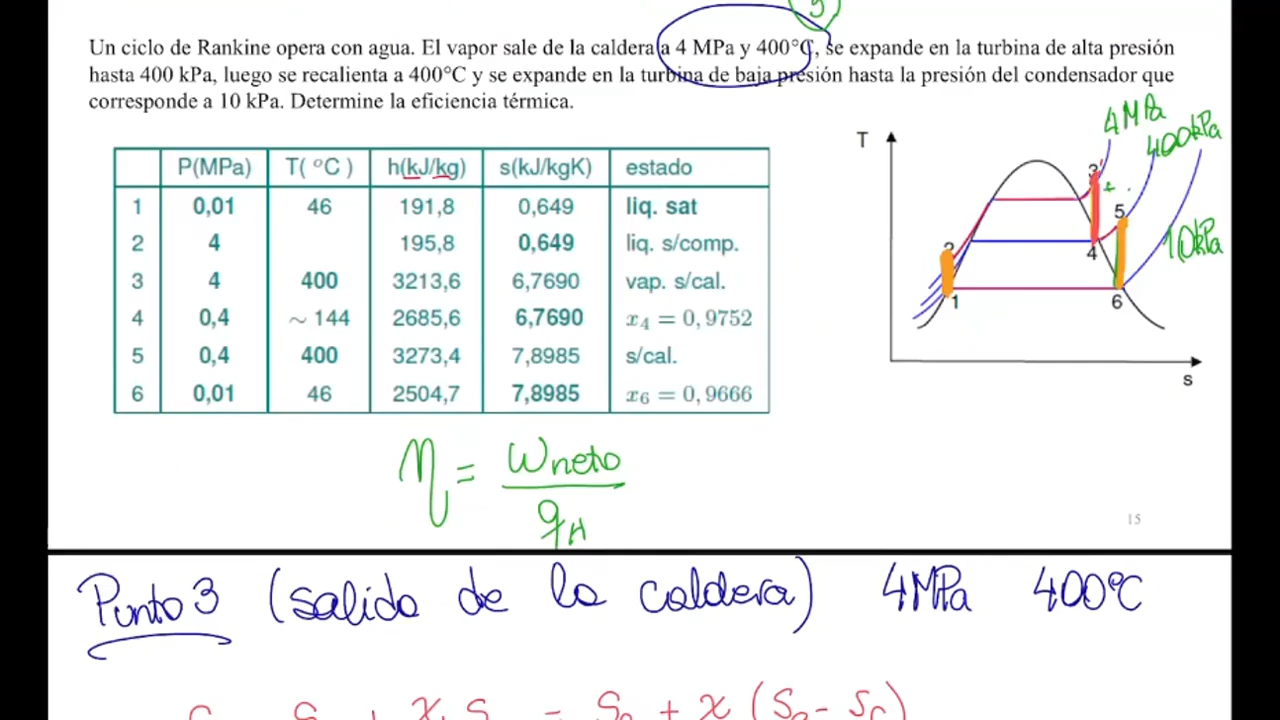 5
Un ciclo de Rankine opera con agua. El vapor sale de la caldera a 4 MPa y 400°C, se expande en la turbina de alta presión
hasta 400 kPa, luego se recalienta a 400°C y se expande en la turbina de baja presión hasta la presión del condensador que
corresponde a 10 kPa. Determine la eficiencia térmica.
P(MPa) T( °C ) h(kJ/kg) s(kJ/kgK) estado
1 0,01 46 191,8 0,649 liq. sat
2 4 195,8 0,649 liq. s/comp.
3 4 400 3213,6 6,7690 vap. s/cal.
4 0,4 ~ 144 2685,6 6,7690 x₄ = 0,9752
5 0,4 400 3273,4 7,8985 s/cal.
6 0,01 46 2504,7 7,8985 x₆ = 0,9666
T
4MPa
400kPa
3
5
2
4
10kPa
1
6
s
η = wneto / qH
15
Punto 3 (salida de la caldera) 4MPa 400°C